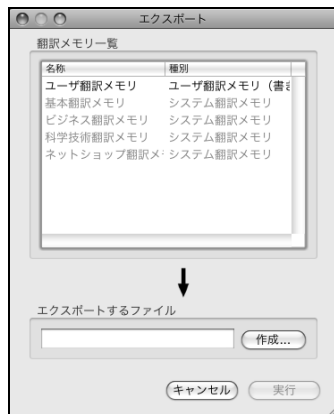 エクスポート
翻訳メモリ一覧
名称 種別
ユーザ翻訳メモリ ユーザ翻訳メモリ（書き
基本翻訳メモリ システム翻訳メモリ
ビジネス翻訳メモリ システム翻訳メモリ
科学技術翻訳メモリ システム翻訳メモリ
ネットショップ翻訳メ システム翻訳メモリ
エクスポートするファイル
作成...
キャンセル 実行